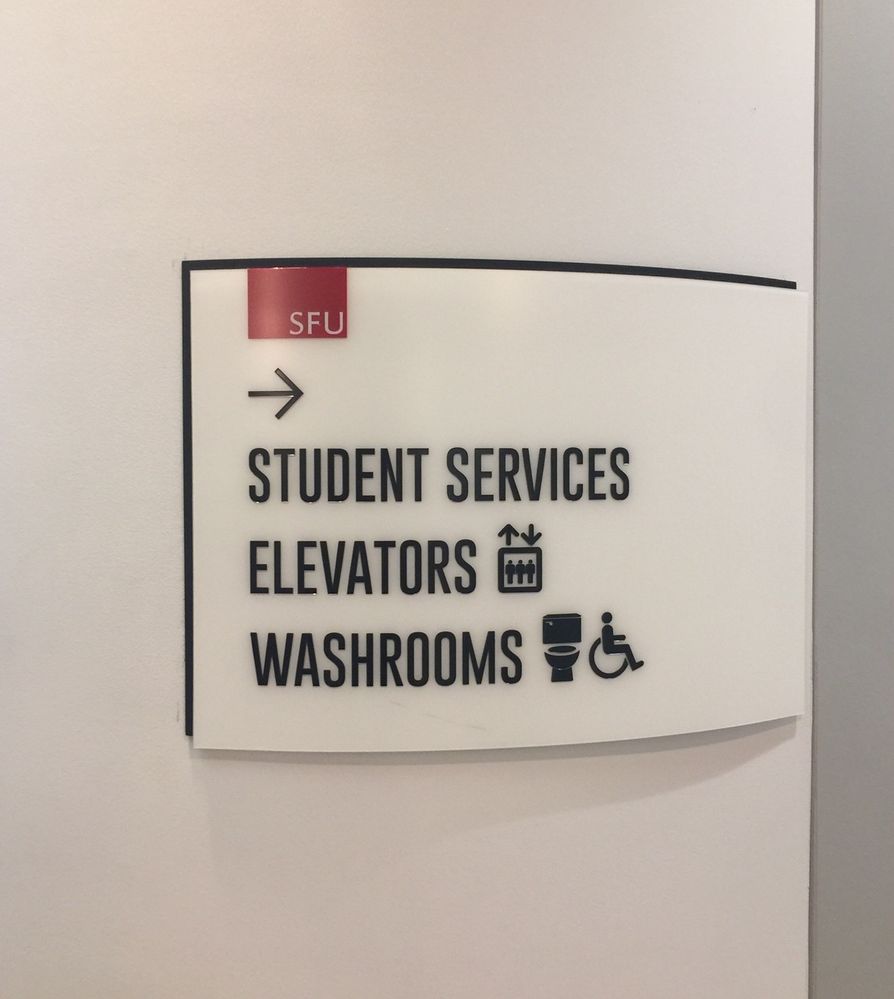 SFU
→
STUDENT SERVICES
ELEVATORS
WASHROOMS